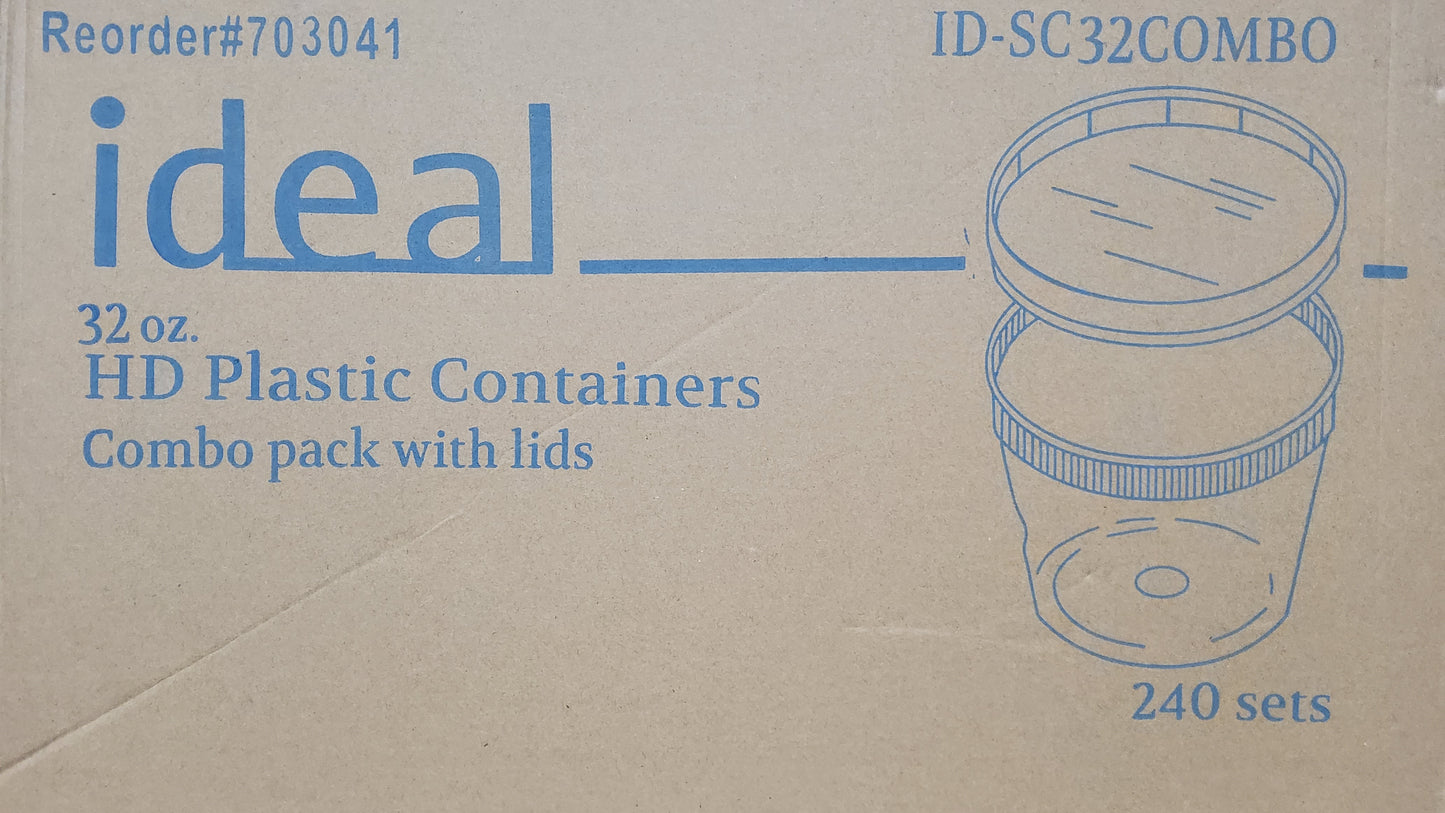 Reorder#703041
ID-SC32COMBO
ideal
32 oz.
HD Plastic Containers
Combo pack with lids
240 sets